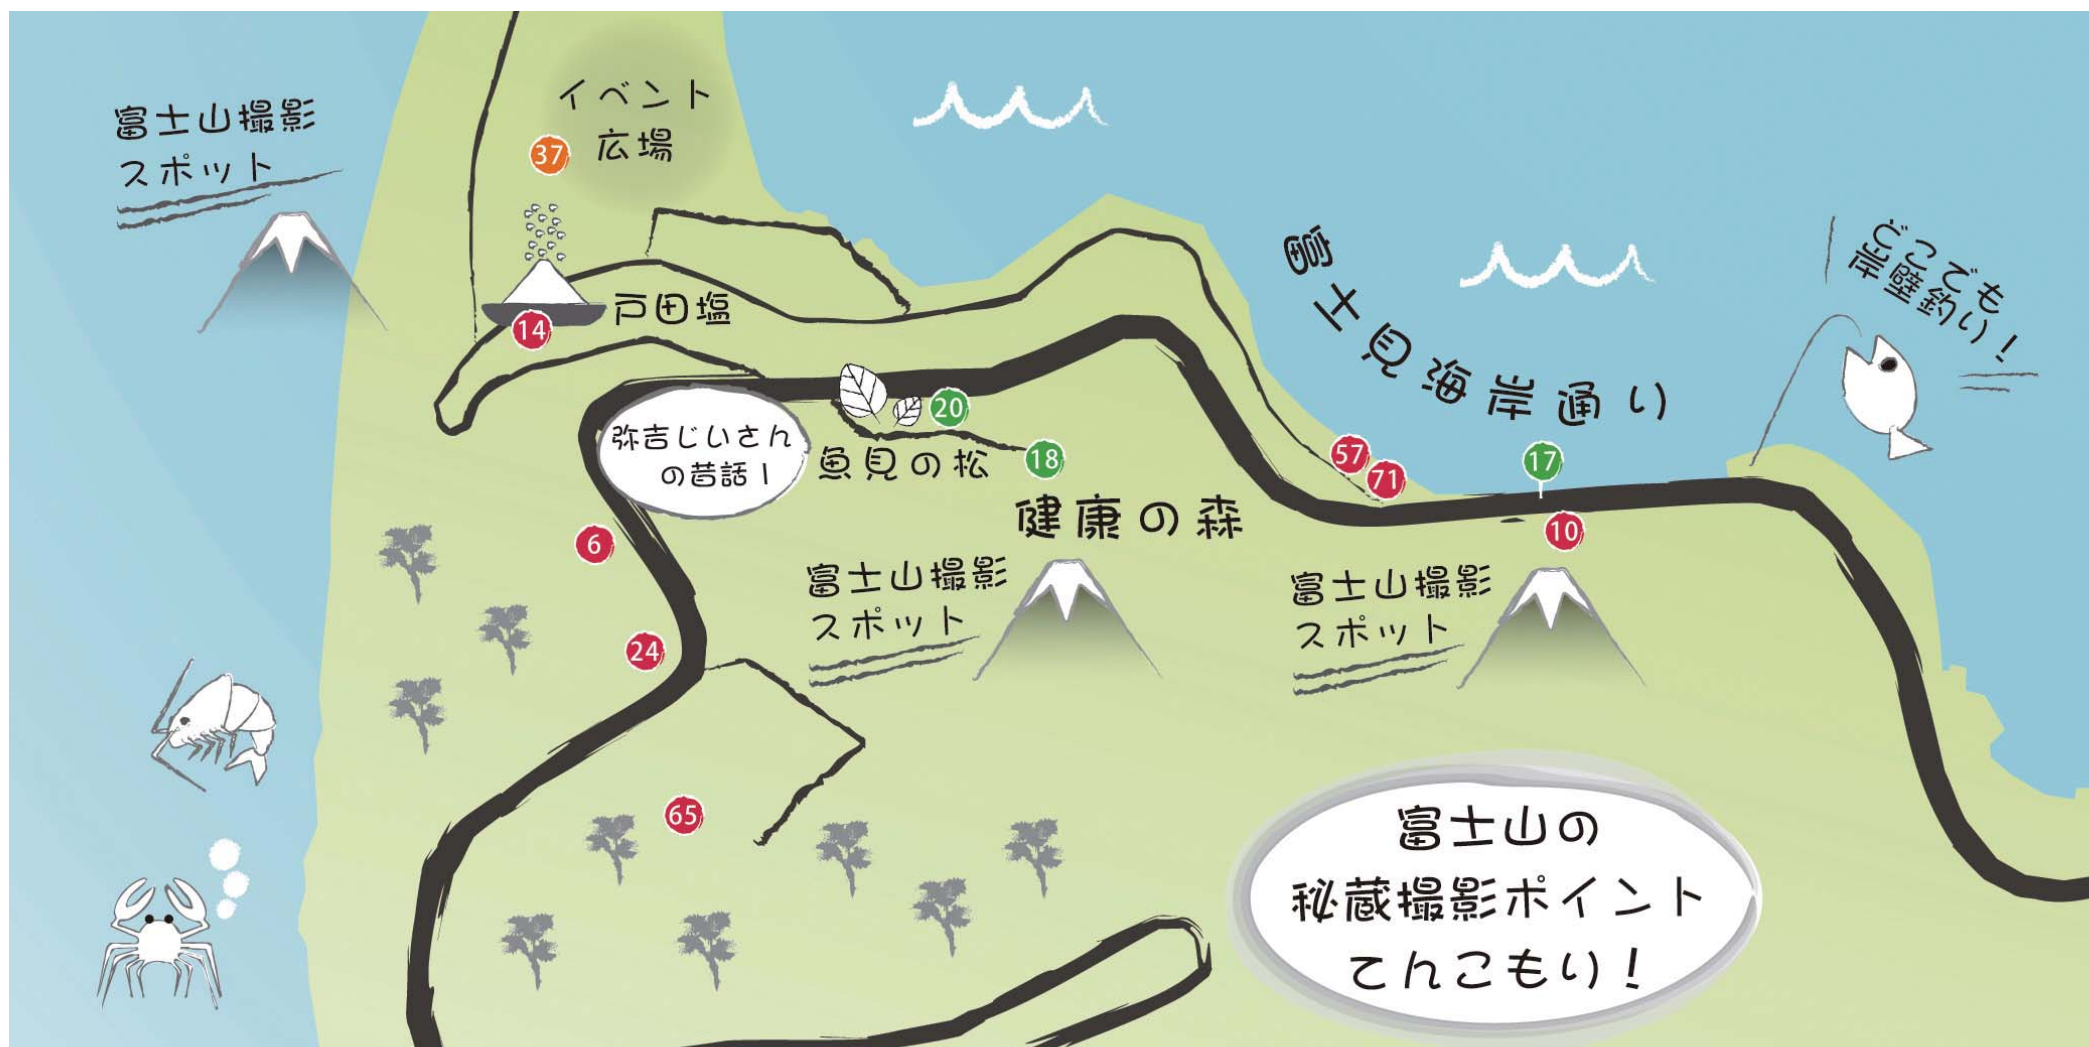 富士山撮影
スポット
イベント
広場
37
14
戸田塩
富士見海岸通り
どこでも
岸壁釣り!
弥吉じいさん
の昔話1
20
魚見の松
18
健康の森
57
71
17
10
6
24
65
富士山撮影
スポット
富士山撮影
スポット
富士山の
秘蔵撮影ポイント
てんこもり!